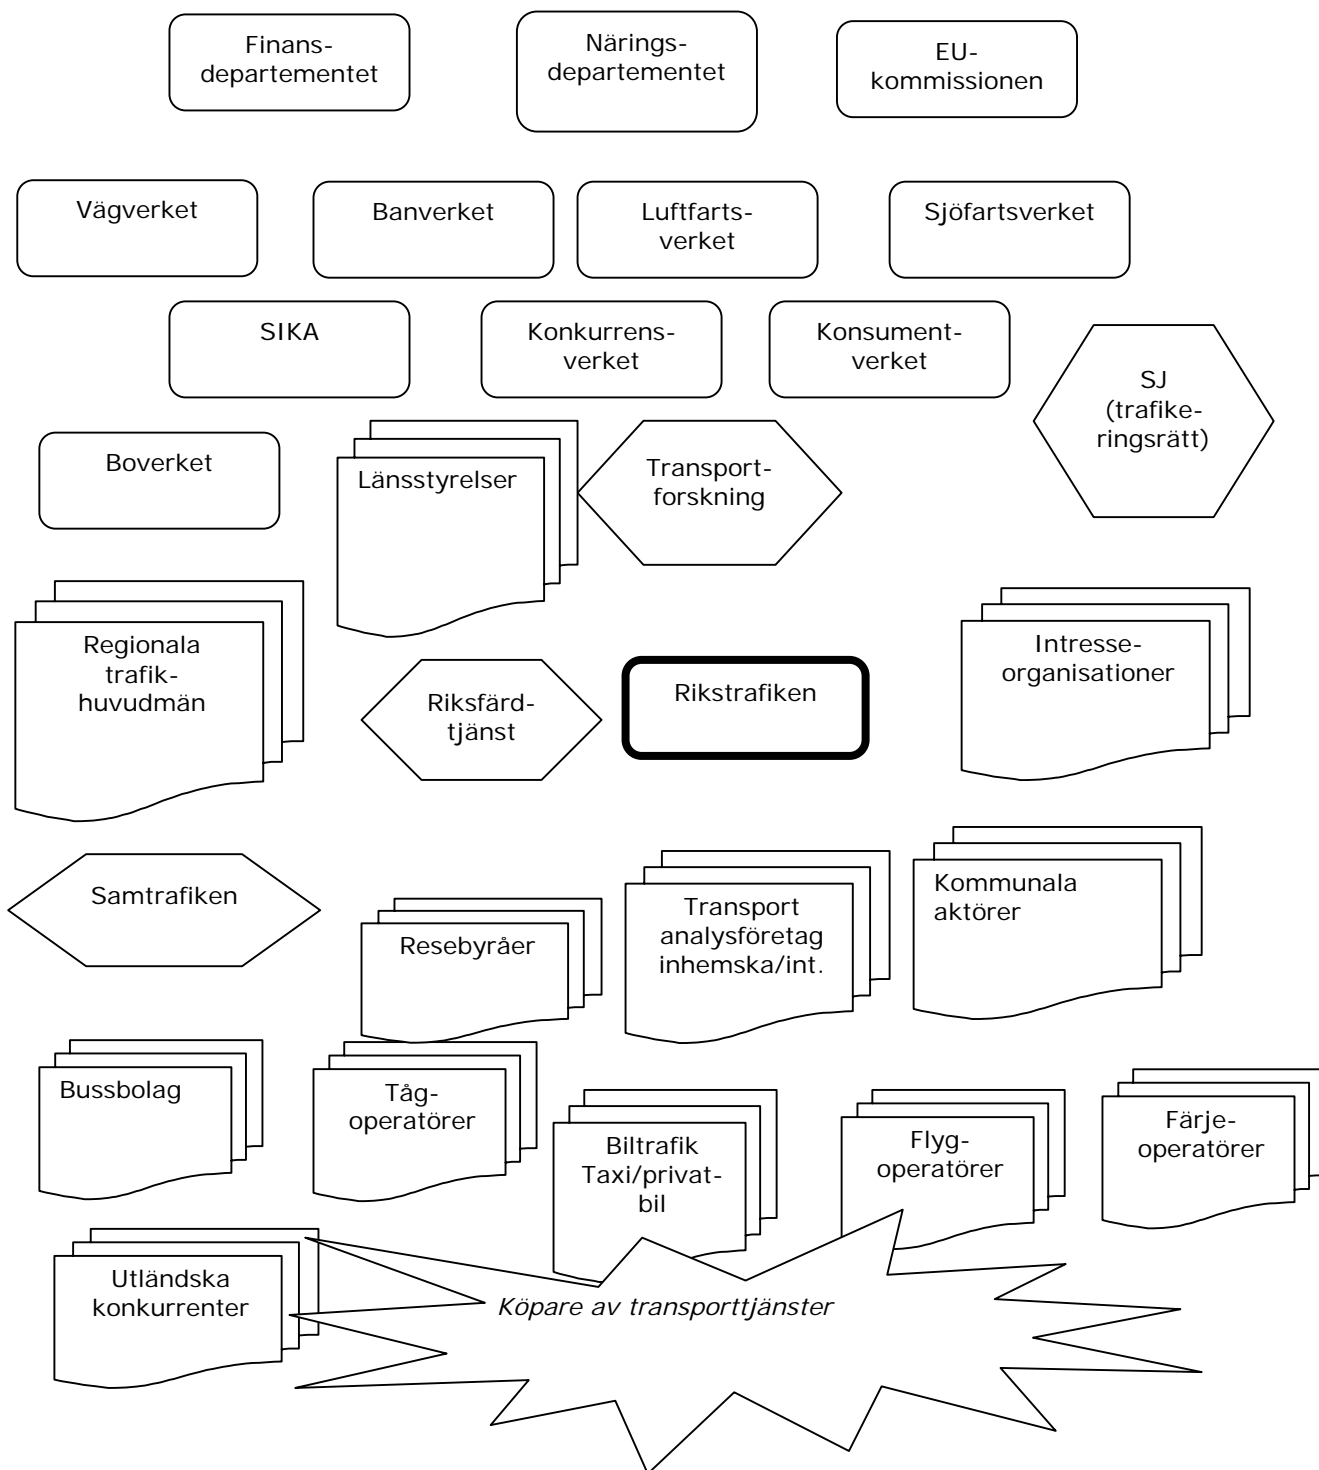 Finans-
departementet
Närings-
departementet
EU-
kommissionen
Vägverket
Banverket
Luftfarts-
verket
Sjöfartsverket
SIKA
Konkurrens-
verket
Konsument-
verket
SJ
(trafike-
ringsrätt)
Boverket
Länsstyrelser
Transport-
forskning
Regionala
trafik-
huvudmän
Riksfärd-
tjänst
Rikstrafiken
Intresse-
organisationer
Samtrafiken
Resebyråer
Transport
analysföretag
inhemska/int.
Kommunala
aktörer
Bussbolag
Tåg-
operatörer
Biltrafik
Taxi/privat-
bil
Flyg-
operatörer
Färje-
operatörer
Utländska
konkurrenter
Köpare av transporttjänster